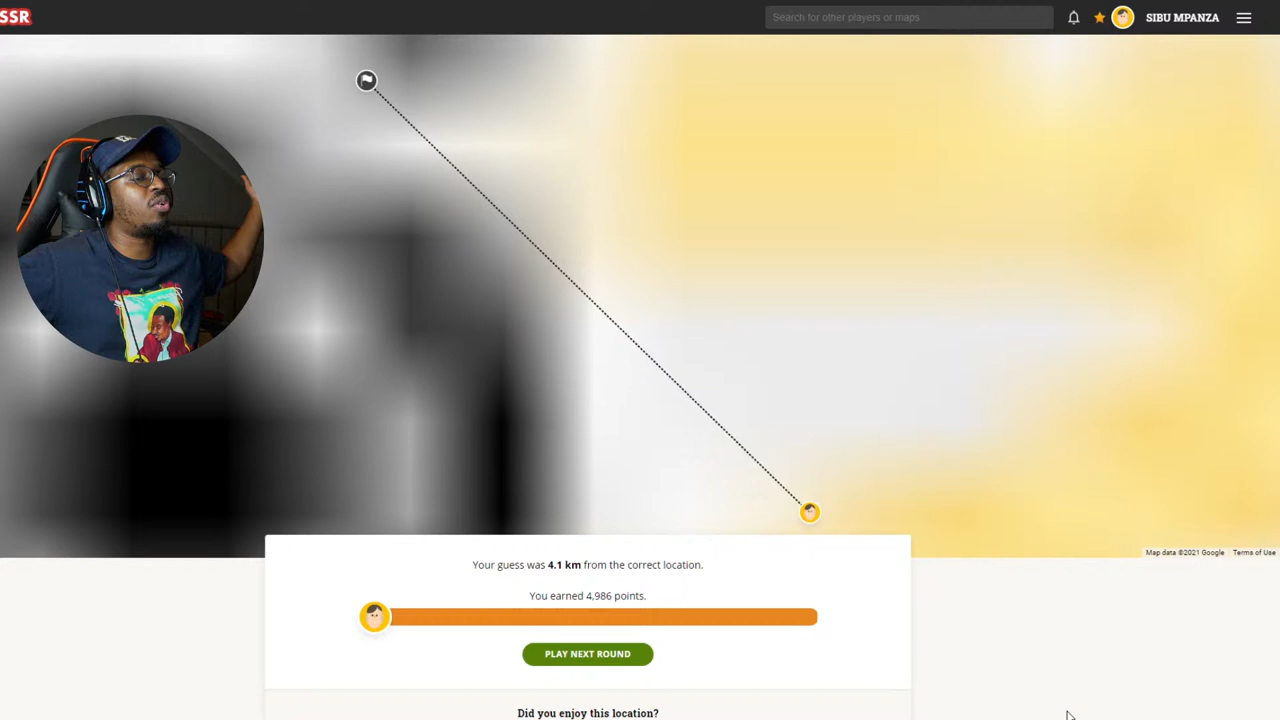 SSR
Search for other players or maps
SIBU MPANZA
Map data ©2021 Google
Terms of Use
Your guess was 4.1 km from the correct location.
You earned 4,986 points.
PLAY NEXT ROUND
Did you enjoy this location?